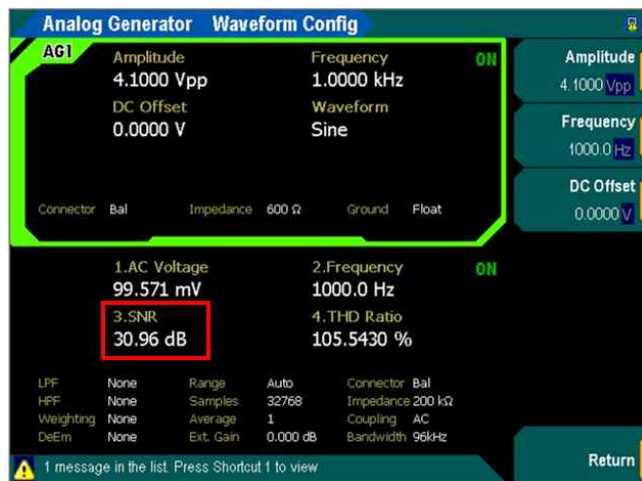 Analog Generator Waveform Config
AG1
Amplitude Frequency ON
4.1000 Vpp 1.0000 kHz
DC Offset Waveform
0.0000 V Sine
Connector Bal Impedance 600 Ω Ground Float
Amplitude
4.1000 Vpp
Frequency
1000.0 Hz
DC Offset
0.0000 V
1.AC Voltage 2.Frequency ON
99.571 mV 1000.0 Hz
3.SNR 4.THD Ratio
30.96 dB 105.5430 %
LPF None Range Auto Connector Bal
HPF None Samples 32768 Impedance 200 kΩ
Weighting None Average 1 Coupling AC
DeEm None Ext. Gain 0.000 dB Bandwidth 96kHz
1 message in the list. Press Shortcut 1 to view
Return